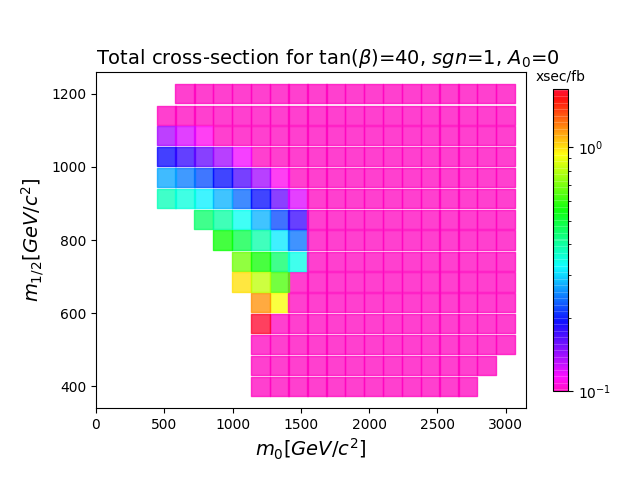 Total cross-section for tan(β)=40, sgn=1, A₀=0
xsec/fb
1200
1000
800
600
400
10⁰
10⁻¹
m₁/₂[GeV/c²]
0 500 1000 1500 2000 2500 3000
m₀[GeV/c²]